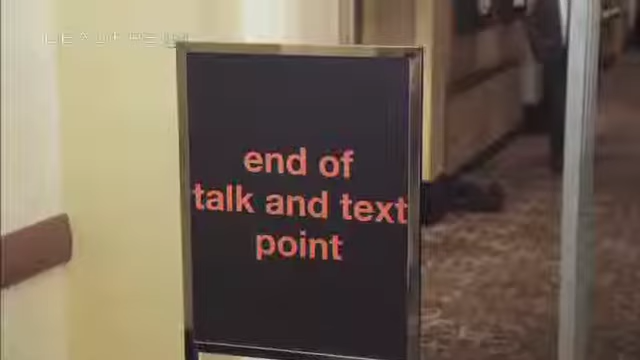 end of
talk and text
point